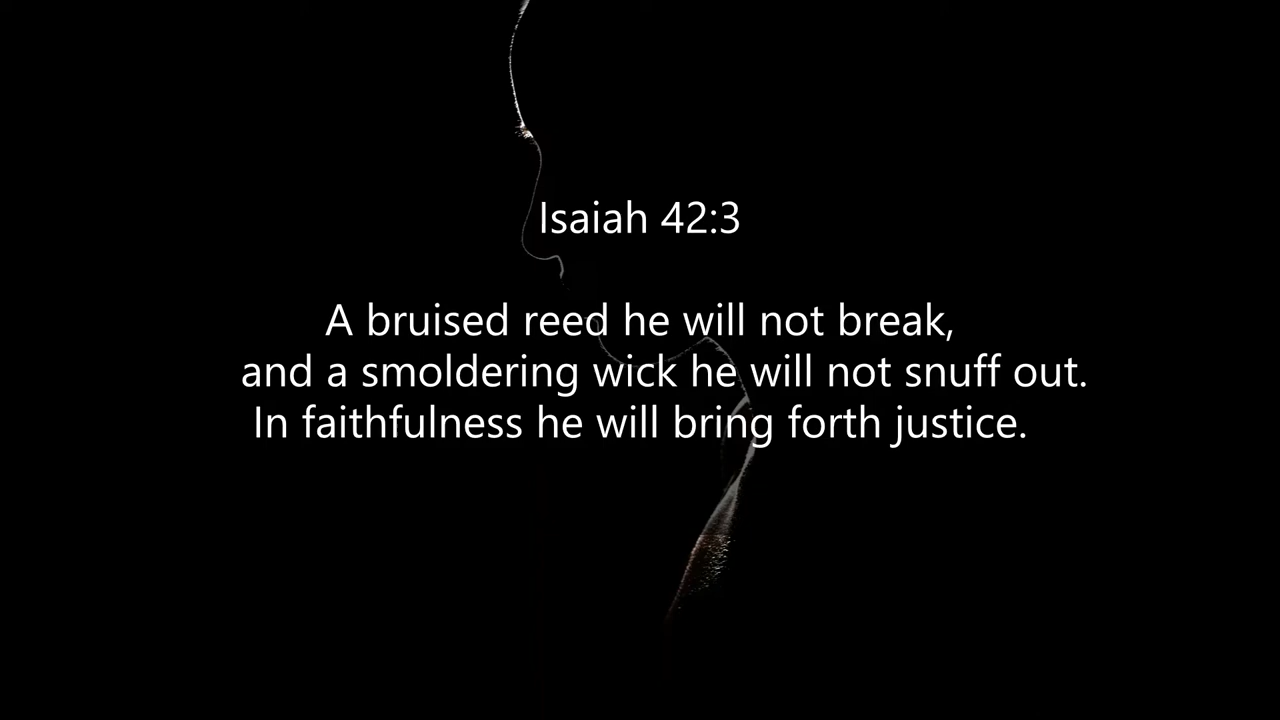 Isaiah 42:3
A bruised reed he will not break,
and a smoldering wick he will not snuff out.
In faithfulness he will bring forth justice.